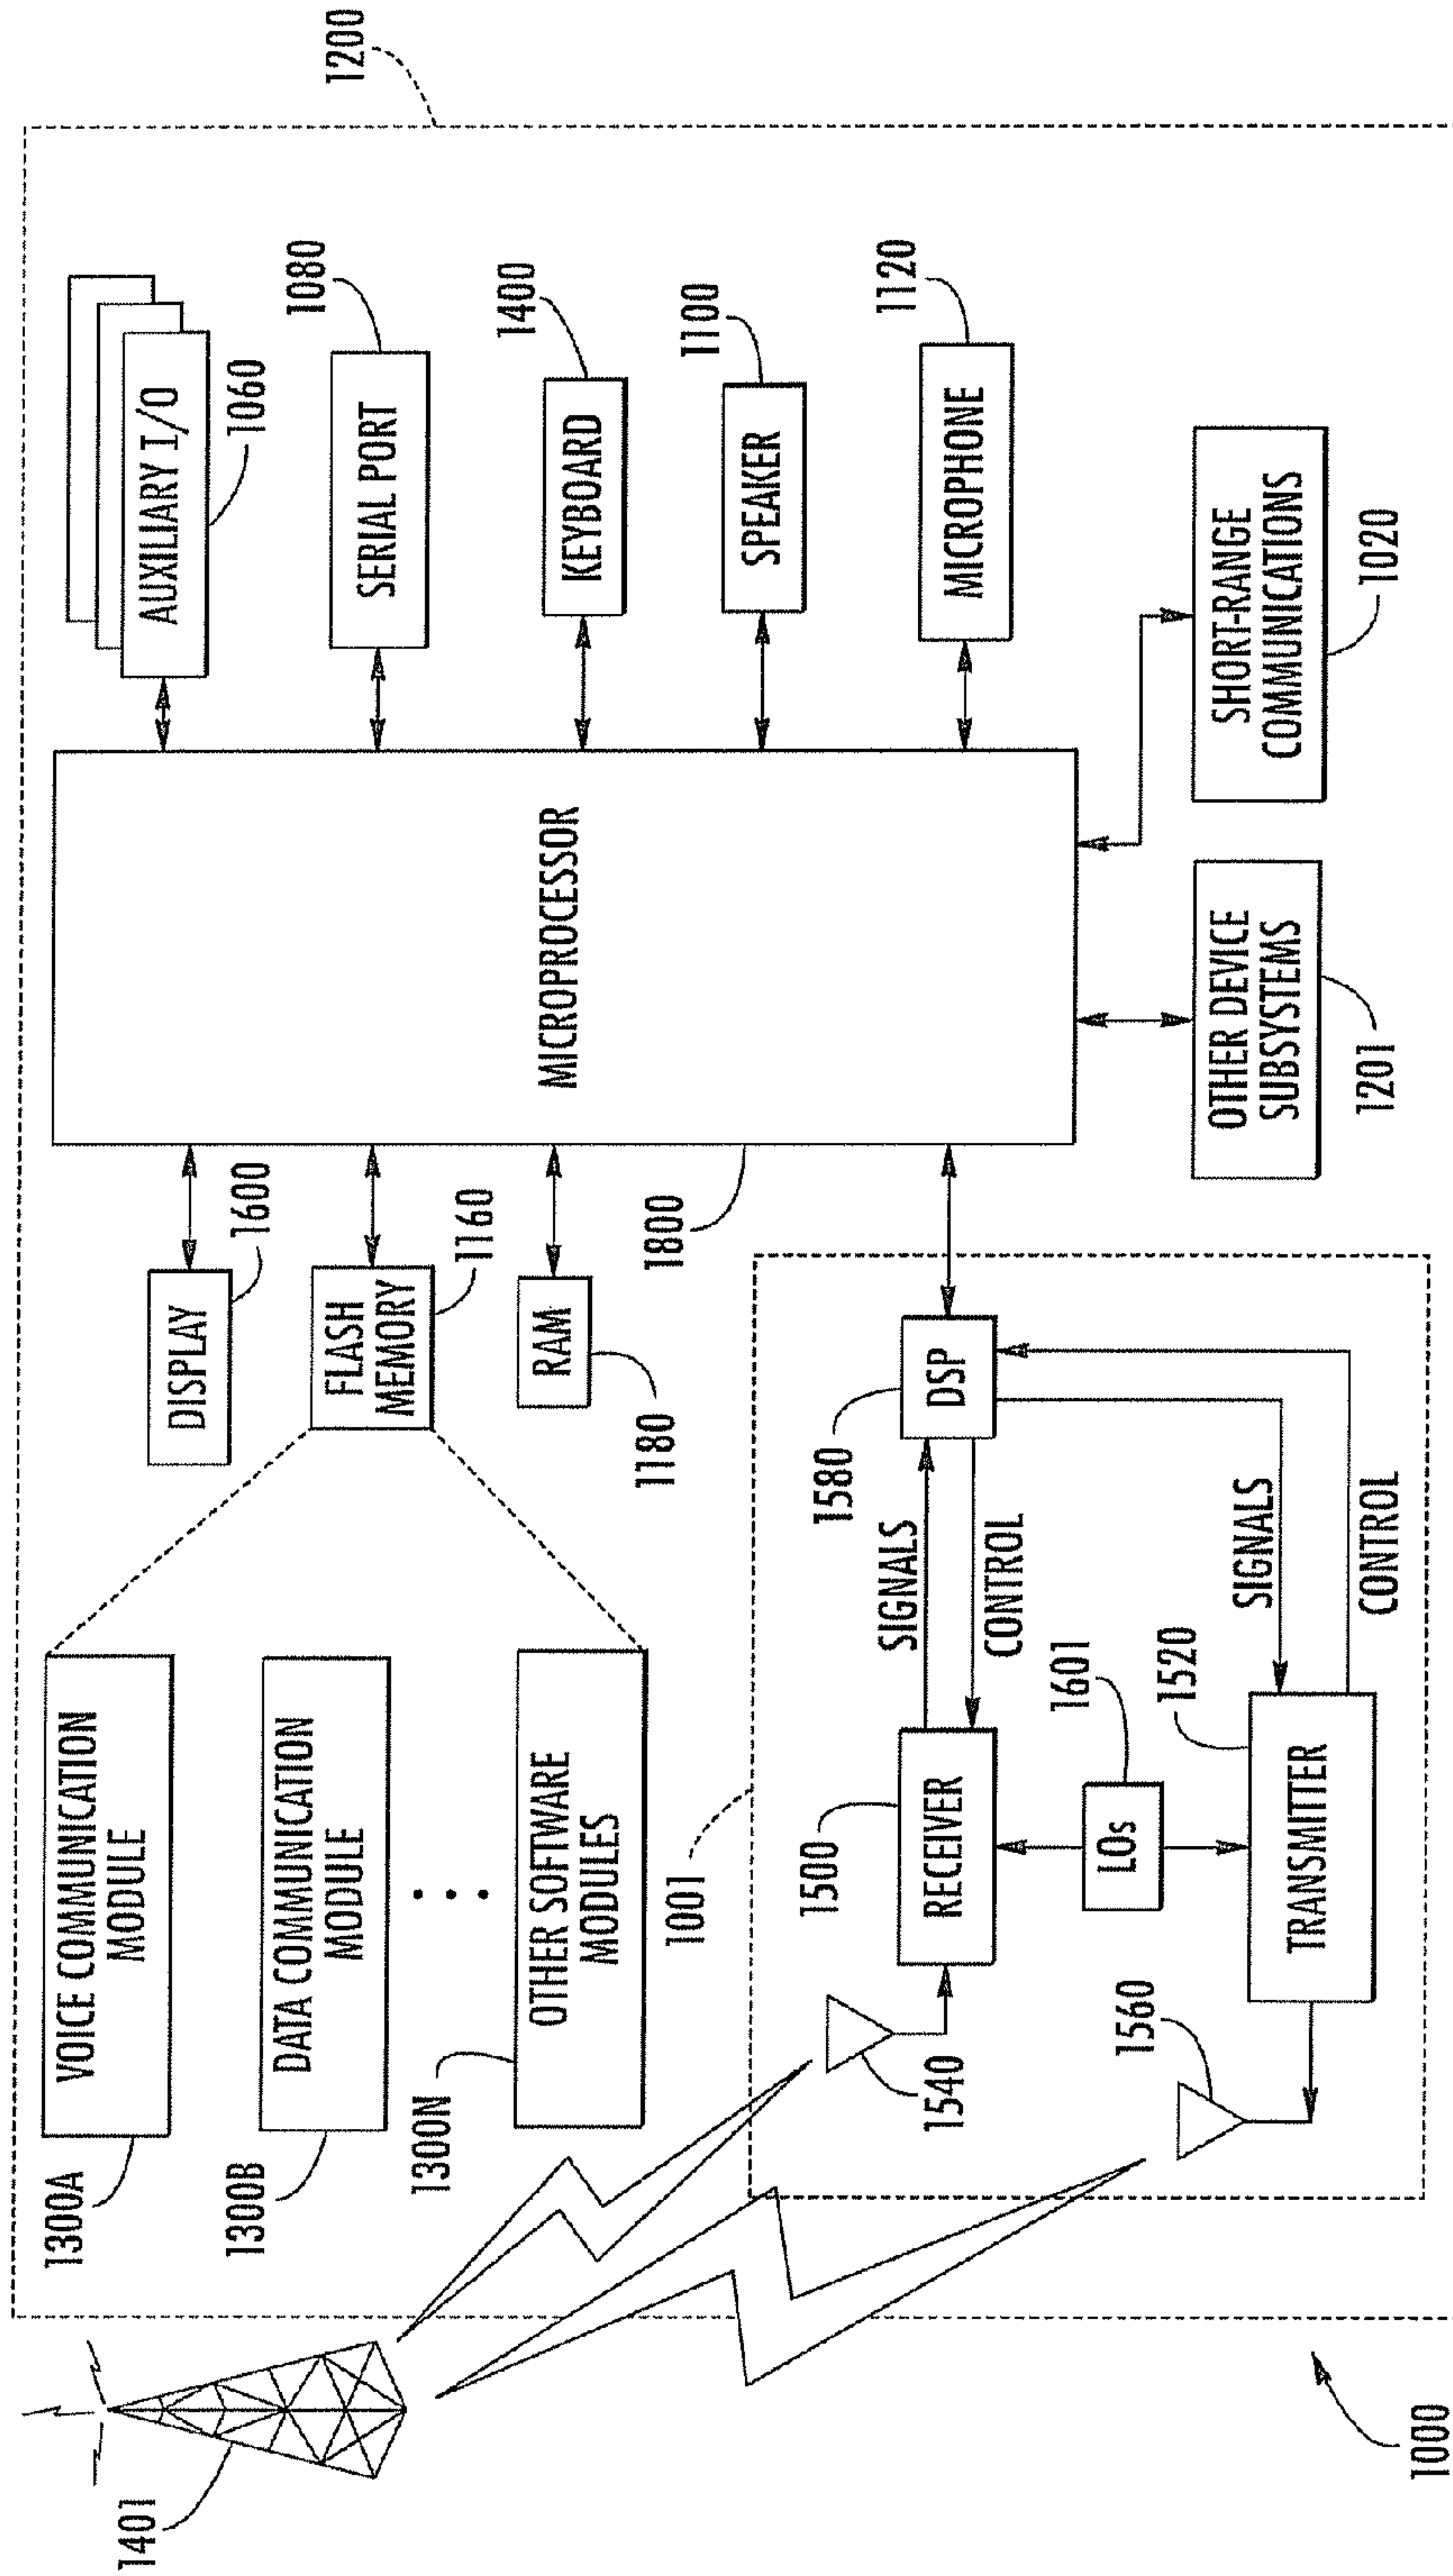 1401
1300A
VOICE COMMUNICATION
MODULE
1300B
DATA COMMUNICATION
MODULE
1300N
OTHER SOFTWARE
MODULES
DISPLAY
1600
FLASH
MEMORY
1160
RAM
1180
MICROPROCESSOR
1800
AUXILIARY I/O
1060
SERIAL PORT
1080
KEYBOARD
1400
SPEAKER
1100
MICROPHONE
1120
1200
1001
1540
1500
RECEIVER
SIGNALS
CONTROL
1580
DSP
1601
LOs
1560
1520
TRANSMITTER
SIGNALS
CONTROL
OTHER DEVICE
SUBSYSTEMS
1201
SHORT-RANGE
COMMUNICATIONS
1020
1000